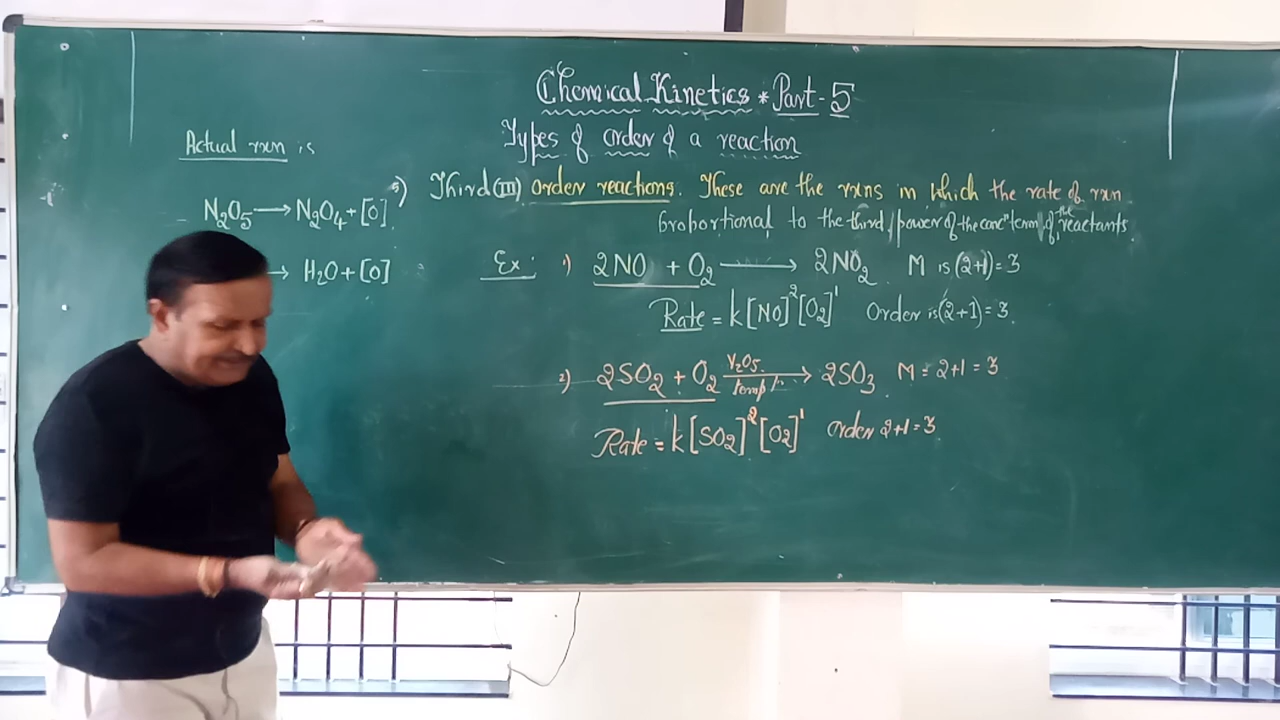 Chemical Kinetics * Part-5
Types of order of a reaction
Actual rxn is
N₂O₅ ⟶ N₂O₄ + [O]
⟶ H₂O + [O]
5) Third (III) order reactions. These are the rxns in which the rate of rxn
proportional to the third power of the concⁿ term of the reactants.
Ex: 1) 2NO + O₂ ⟶ 2NO₂ M is (2+1) = 3
Rate = k[NO]²[O₂]¹ Order is (2+1) = 3.
2) 2SO₂ + O₂ ⟶ 2SO₃ M = 2+1 = 3
V₂O₅
temp
Rate = k[SO₂]²[O₂]¹ Order 2+1 = 3